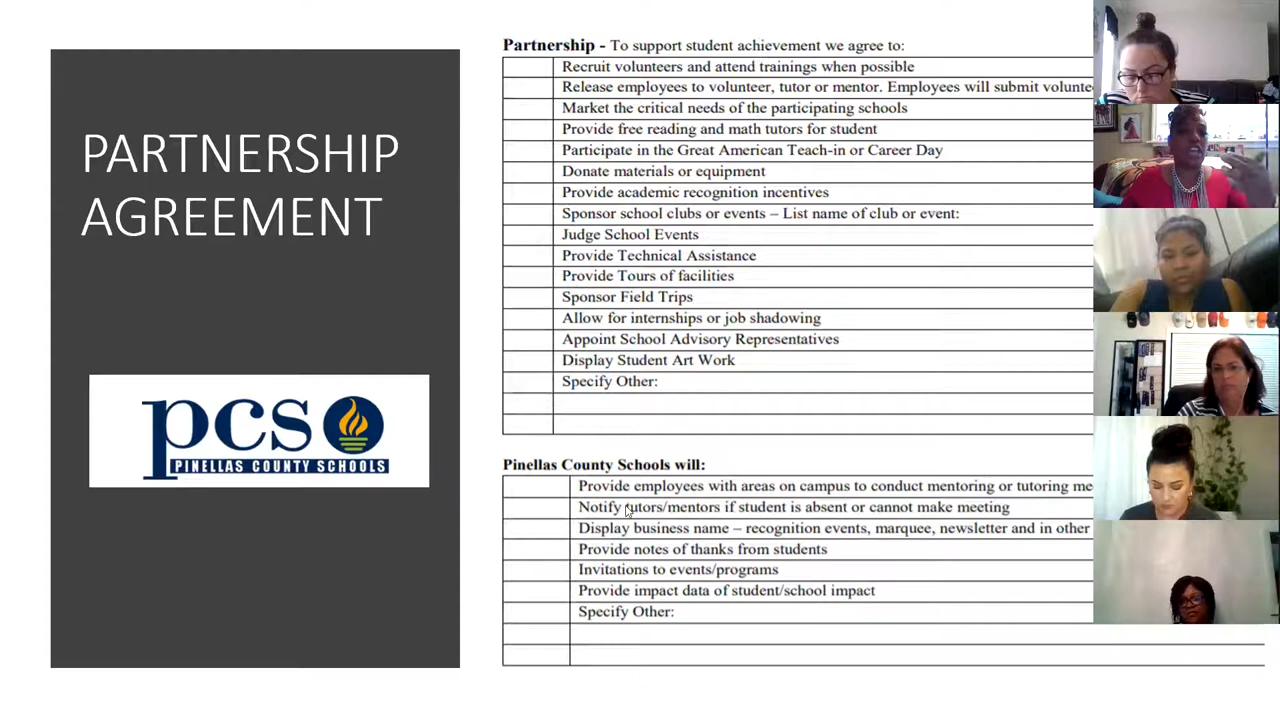 PARTNERSHIP
AGREEMENT
pcs
PINELLAS COUNTY SCHOOLS
Partnership - To support student achievement we agree to:
Recruit volunteers and attend trainings when possible
Release employees to volunteer, tutor or mentor. Employees will submit volunte
Market the critical needs of the participating schools
Provide free reading and math tutors for student
Participate in the Great American Teach-in or Career Day
Donate materials or equipment
Provide academic recognition incentives
Sponsor school clubs or events – List name of club or event:
Judge School Events
Provide Technical Assistance
Provide Tours of facilities
Sponsor Field Trips
Allow for internships or job shadowing
Appoint School Advisory Representatives
Display Student Art Work
Specify Other:
Pinellas County Schools will:
Provide employees with areas on campus to conduct mentoring or tutoring me
Notify tutors/mentors if student is absent or cannot make meeting
Display business name – recognition events, marquee, newsletter and in other
Provide notes of thanks from students
Invitations to events/programs
Provide impact data of student/school impact
Specify Other: